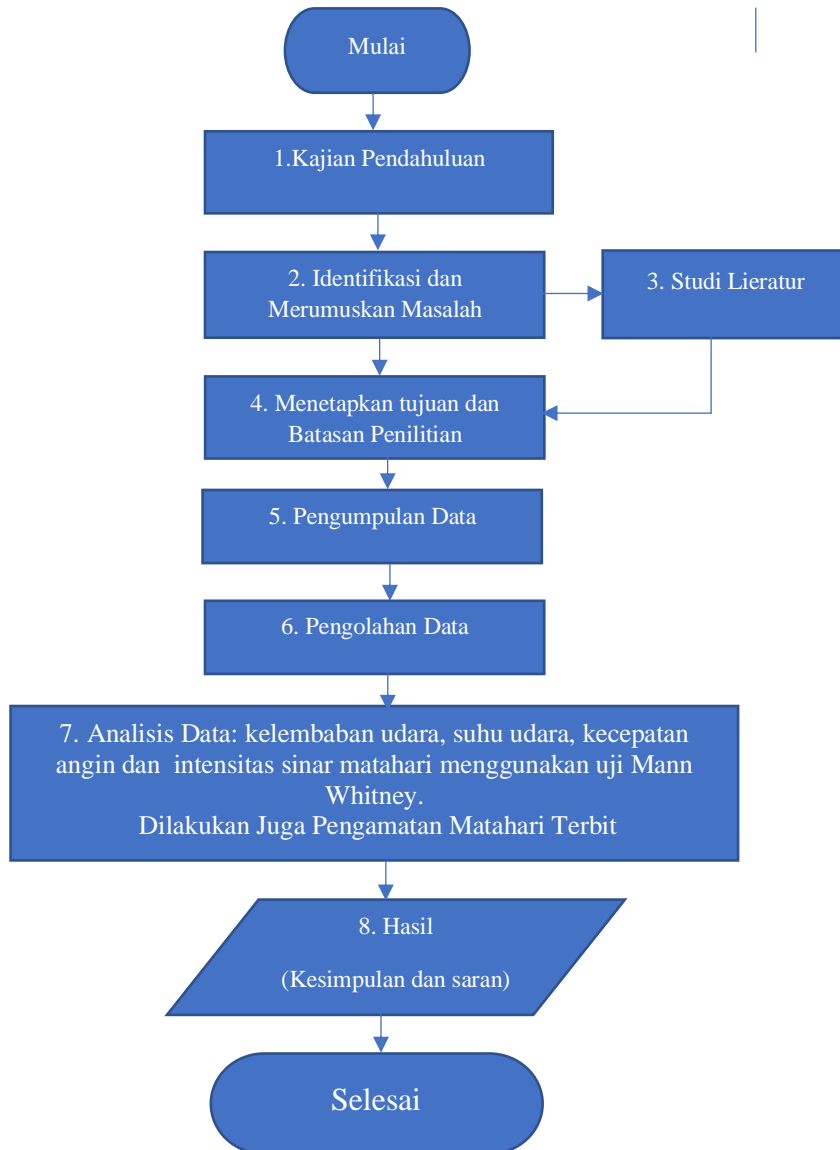 Mulai
1.Kajian Pendahuluan
2. Identifikasi dan
Merumuskan Masalah
3. Studi Lieratur
4. Menetapkan tujuan dan
Batasan Penilitian
5. Pengumpulan Data
6. Pengolahan Data
7. Analisis Data: kelembaban udara, suhu udara, kecepatan
angin dan intensitas sinar matahari menggunakan uji Mann
Whitney.
Dilakukan Juga Pengamatan Matahari Terbit
8. Hasil
(Kesimpulan dan saran)
Selesai